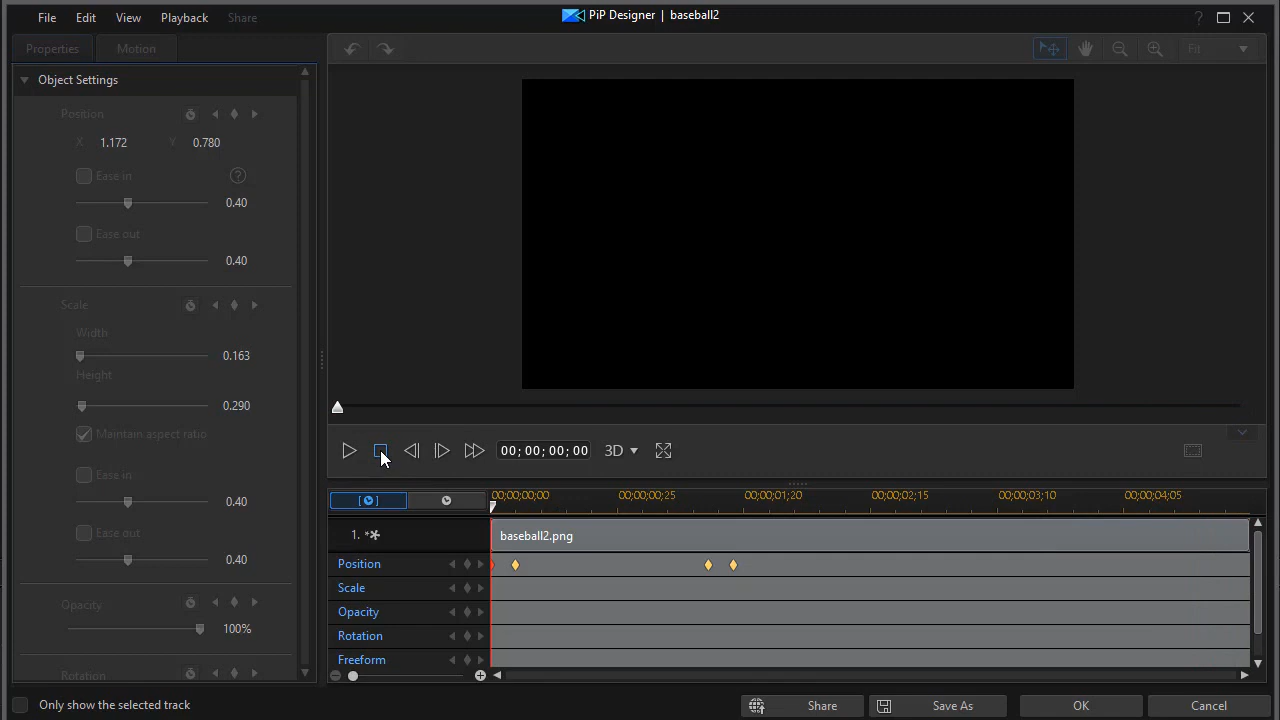 File Edit View Playback Share
PiP Designer | baseball2
?
Properties Motion
Fit
Object Settings
Position
X 1.172 Y 0.780
Ease in ?
0.40
Ease out
0.40
Scale
Width
0.163
Height
0.290
Maintain aspect ratio
Ease in
0.40
Ease out
0.40
Opacity
100%
Rotation
00;00;00;00 3D
00;00;00;00 00;00;00;25 00;00;01;20 00;00;02;15 00;00;03;10 00;00;04;05
1. baseball2.png
Position
Scale
Opacity
Rotation
Freeform
Only show the selected track
Share Save As OK Cancel